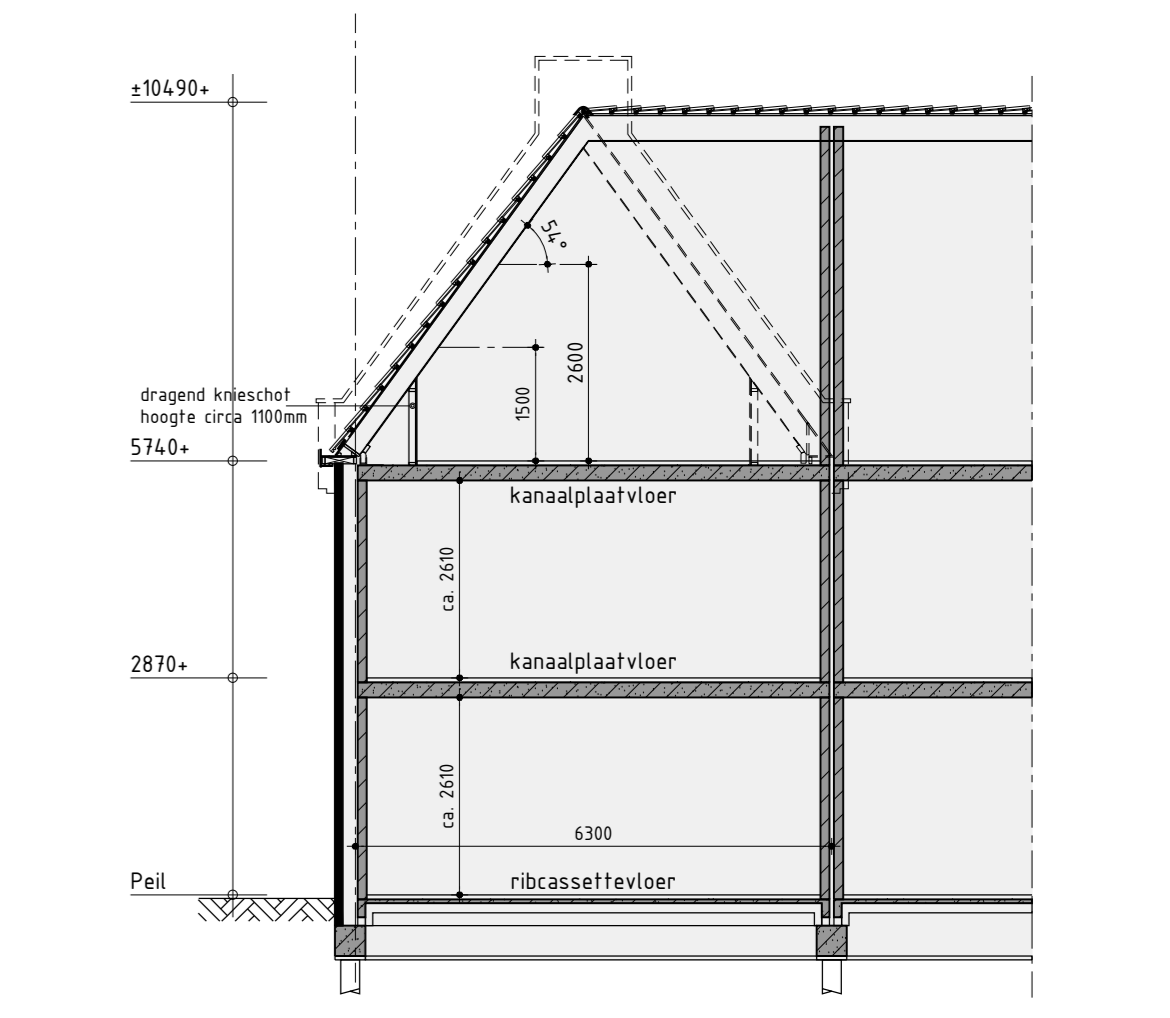 ±10490+
54°
2600
1500
dragend knieschot
hoogte circa 1100mm
5740+
kanaalplaatvloer
ca. 2610
2870+
kanaalplaatvloer
ca. 2610
6300
Peil
ribcassettevloer